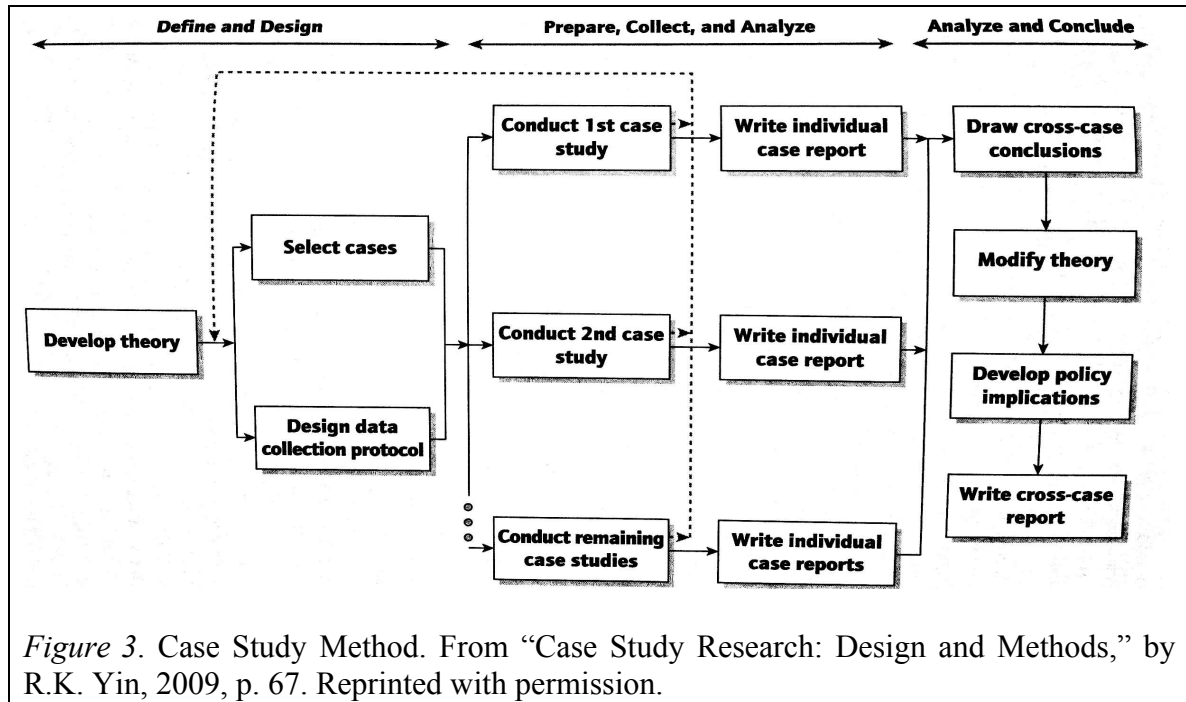 Define and Design
Prepare, Collect, and Analyze
Analyze and Conclude
Conduct 1st case
study
Write individual
case report
Draw cross-case
conclusions
Select cases
Modify theory
Develop theory
Conduct 2nd case
study
Write individual
case report
Develop policy
implications
Design data
collection protocol
Write cross-case
report
Conduct remaining
case studies
Write individual
case reports
Figure 3. Case Study Method. From “Case Study Research: Design and Methods,” by
R.K. Yin, 2009, p. 67. Reprinted with permission.